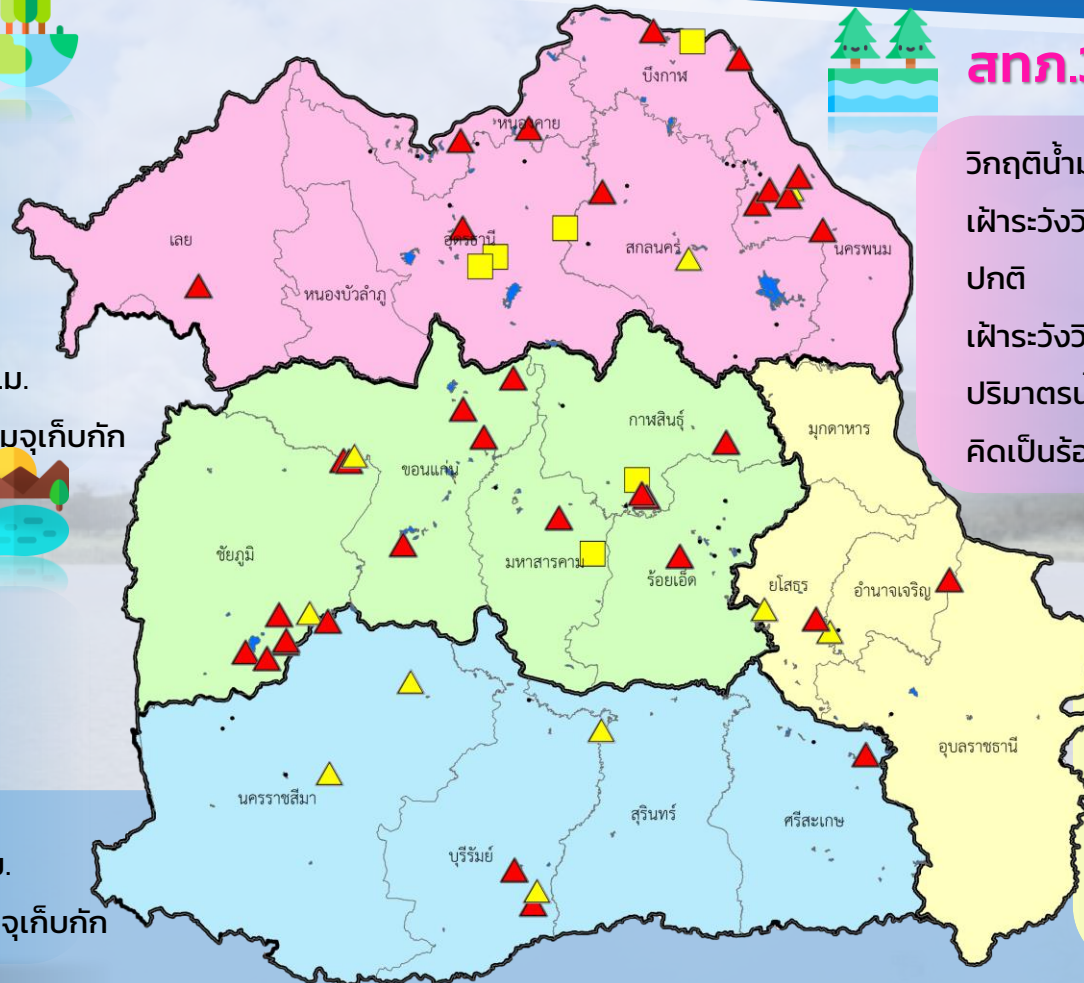 สทภ.
บึงกาฬ
หนองคาย
เลย
อุดรธานี
สกลนคร
นครพนม
หนองบัวลำภู
วิกฤติน้ำ
เฝ้าระวัง
ปกติ
เฝ้าระวัง
ปริมาตร
คิดเป็น
ม.
จุเก็บกัก
กาฬสินธุ์
มุกดาหาร
ขอนแก่น
ชัยภูมิ
มหาสารคาม
ร้อยเอ็ด
ยโสธร
อำนาจเจริญ
อุบลราชธานี
นครราชสีมา
สุรินทร์
ศรีสะเกษ
บุรีรัมย์
จุเก็บกัก